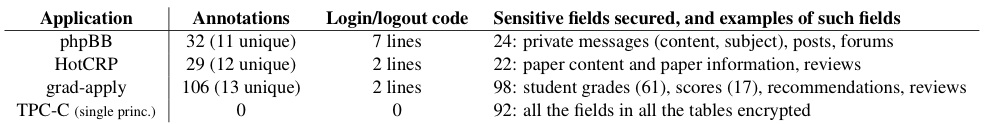 Application Annotations Login/logout code Sensitive fields secured, and examples of such fields
phpBB 32 (11 unique) 7 lines 24: private messages (content, subject), posts, forums
HotCRP 29 (12 unique) 2 lines 22: paper content and paper information, reviews
grad-apply 106 (13 unique) 2 lines 98: student grades (61), scores (17), recommendations, reviews
TPC-C (single princ.) 0 0 92: all the fields in all the tables encrypted